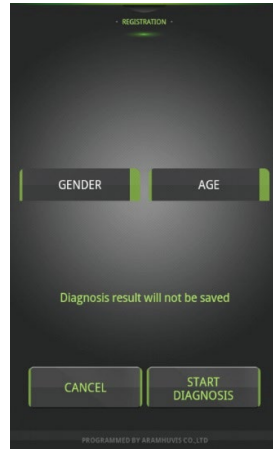 · REGISTRATION ·
GENDER AGE
Diagnosis result will not be saved
CANCEL START DIAGNOSIS
PROGRAMMED BY ARAMHUVIS CO.,LTD